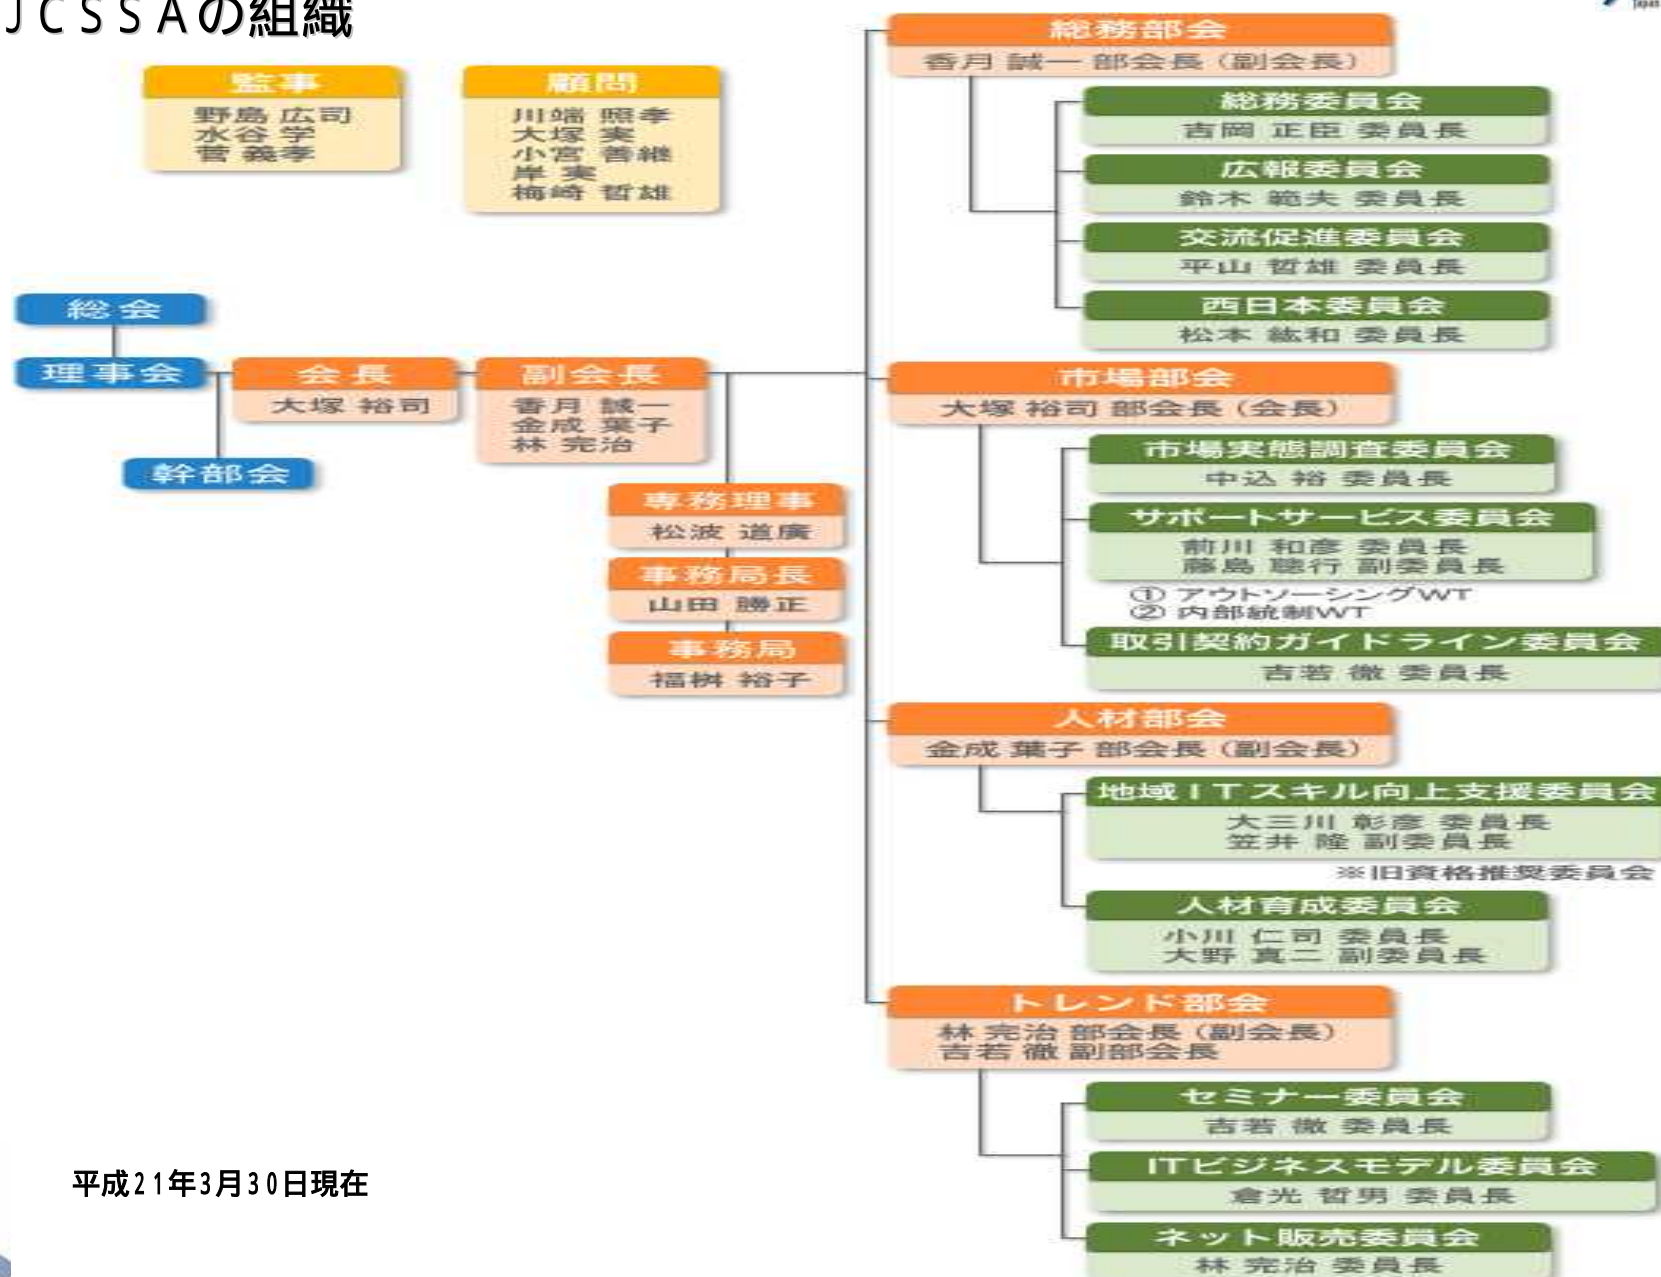 JCSSAの組織
監事
野島 広司
水谷 学
菅 義孝
顧問
川端 照孝
大塚 実
小宮 善継
岸 実
梅崎 哲雄
総会
理事会
幹部会
会長
大塚 裕司
副会長
香月 誠一
金成 葉子
林 完治
専務理事
松波 道廣
事務局長
山田 勝正
事務局
福桝 裕子
総務部会
香月 誠一 部会長(副会長)
総務委員会
吉岡 正臣 委員長
広報委員会
鈴木 範夫 委員長
交流促進委員会
平山 哲雄 委員長
西日本委員会
松本 紘和 委員長
市場部会
大塚 裕司 部会長(会長)
市場実態調査委員会
中込 裕 委員長
サポートサービス委員会
前川 和彦 委員長
藤島 聰行 副委員長
① アウトソーシングWT
② 内部統制WT
取引契約ガイドライン委員会
吉若 徹 委員長
人材部会
金成 葉子 部会長(副会長)
地域ITスキル向上支援委員会
大三川 彰彦 委員長
笠井 隆 副委員長
※旧資格推奨委員会
人材育成委員会
小川 仁司 委員長
大野 真二 副委員長
トレンド部会
林 完治 部会長(副会長)
吉若 徹 副部会長
セミナー委員会
吉若 徹 委員長
ITビジネスモデル委員会
倉光 哲男 委員長
ネット販売委員会
林 完治 委員長
平成21年3月30日現在